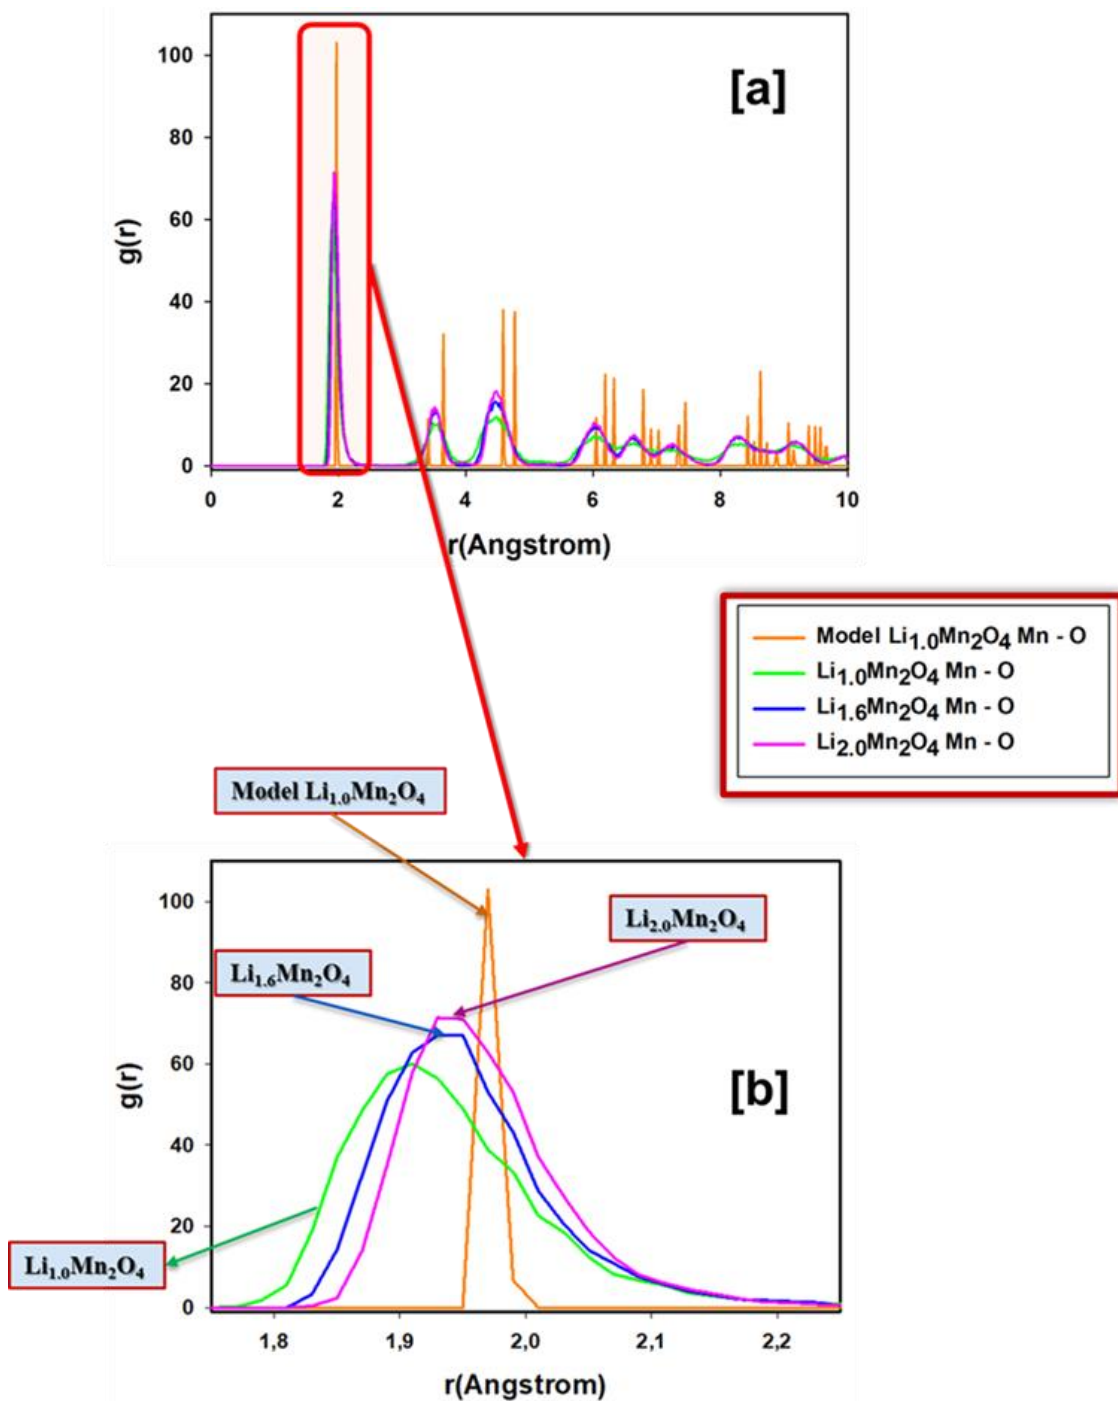 [a]
g(r)
100
80
60
40
20
0
0 2 4 6 8 10
r(Angstrom)
Model Li1.0Mn2O4 Mn - O
Li1.0Mn2O4 Mn - O
Li1.6Mn2O4 Mn - O
Li2.0Mn2O4 Mn - O
Model Li1.0Mn2O4
Li2.0Mn2O4
Li1.6Mn2O4
Li1.0Mn2O4
[b]
g(r)
100
80
60
40
20
0
1,8 1,9 2,0 2,1 2,2
r(Angstrom)